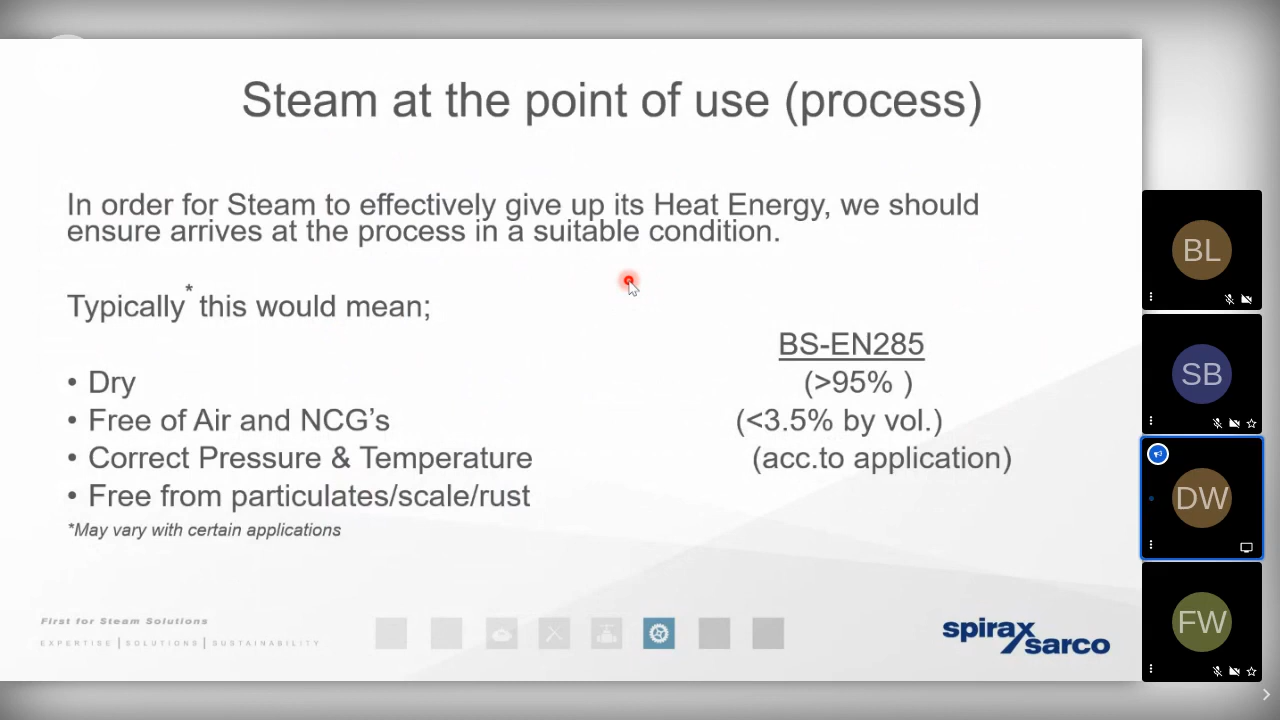 Steam at the point of use (process)
In order for Steam to effectively give up its Heat Energy, we should
ensure arrives at the process in a suitable condition.
Typically* this would mean;
BS-EN285
• Dry (>95% )
• Free of Air and NCG’s (<3.5% by vol.)
• Correct Pressure & Temperature (acc.to application)
• Free from particulates/scale/rust
*May vary with certain applications
First for Steam Solutions
EXPERTISE | SOLUTIONS | SUSTAINABILITY
spirax
sarco
BL
SB
DW
FW